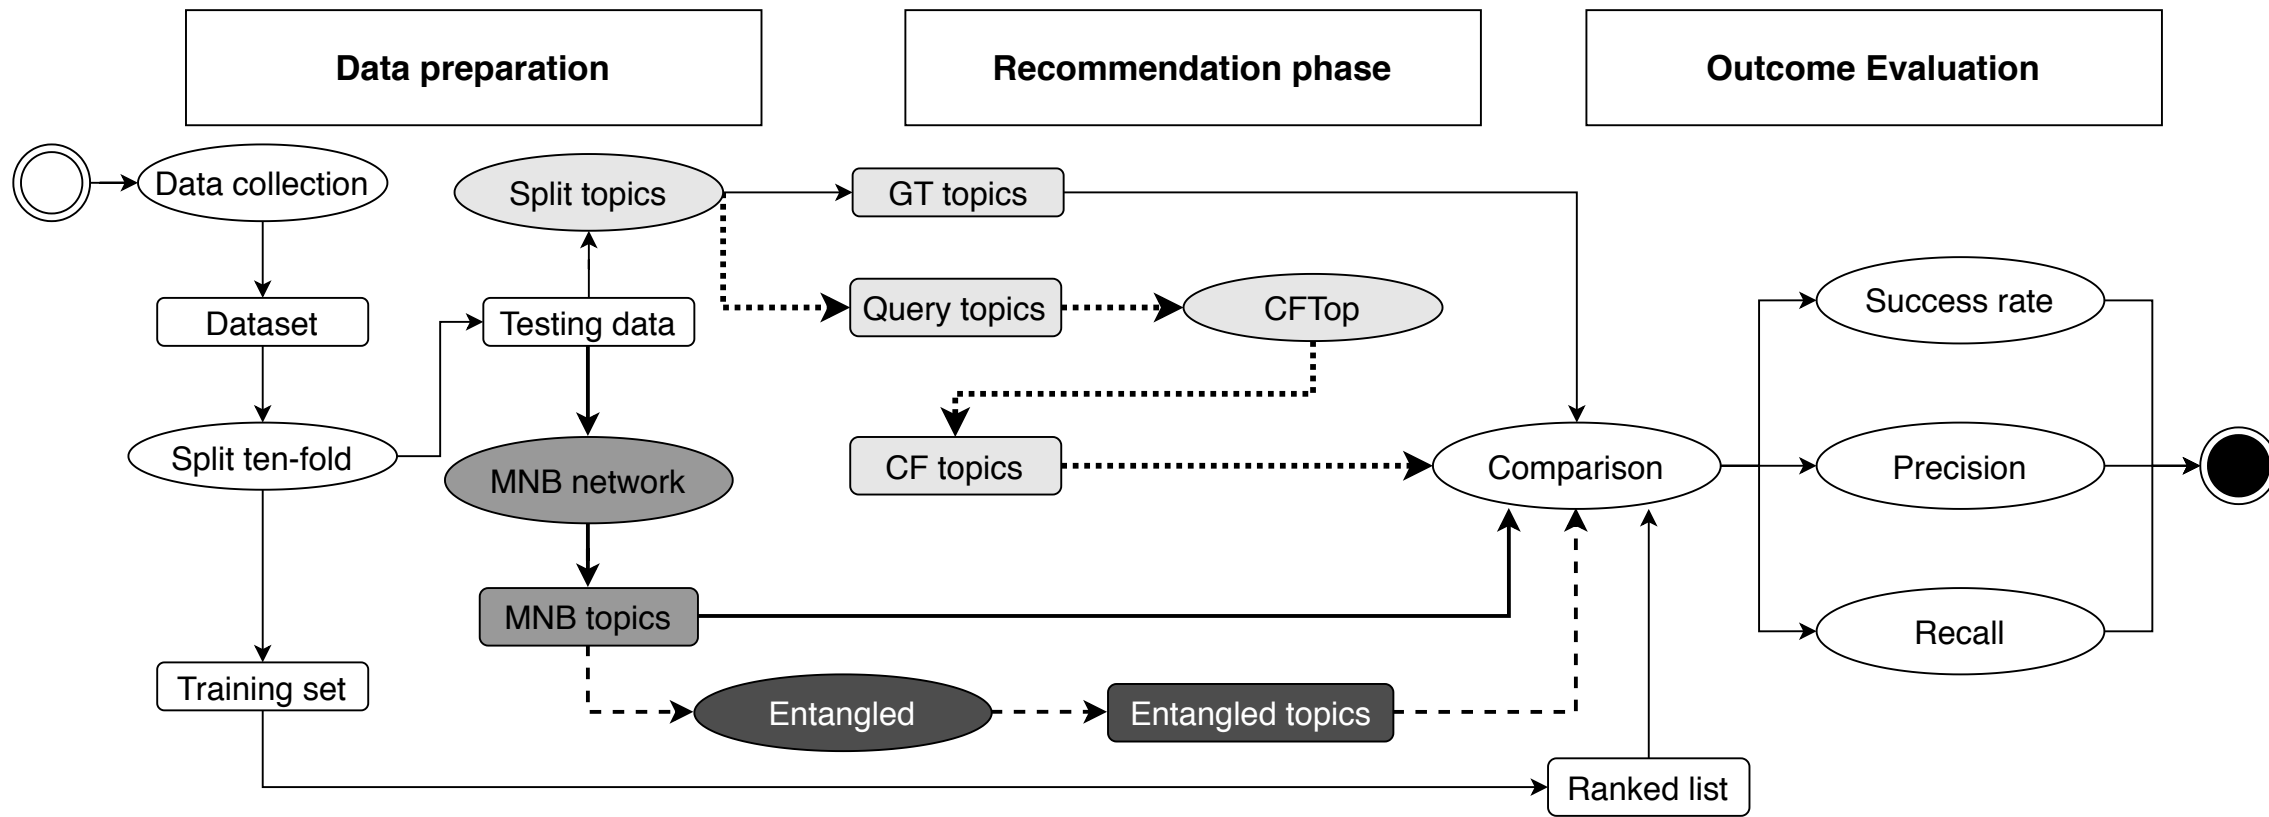 Data preparation
Recommendation phase
Outcome Evaluation
Data collection
Split topics
GT topics
Dataset
Testing data
Query topics
CFTop
Success rate
Split ten-fold
MNB network
CF topics
Comparison
Precision
MNB topics
Recall
Training set
Entangled
Entangled topics
Ranked list